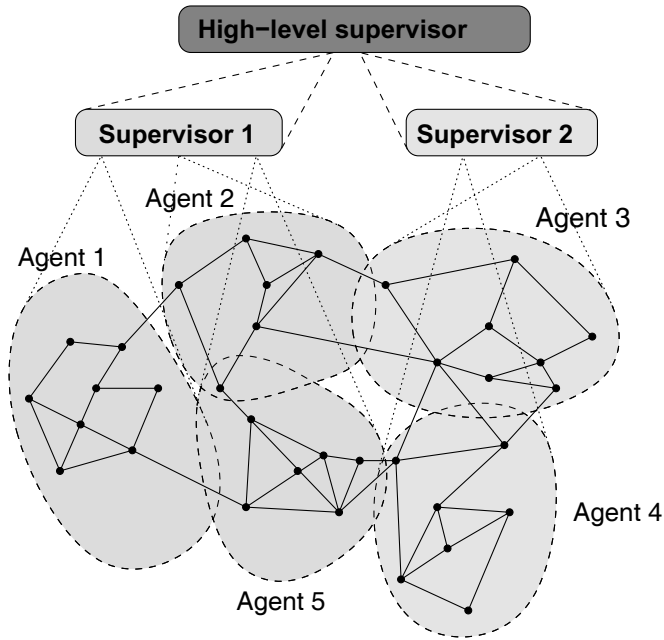 High−level supervisor
Supervisor 1
Supervisor 2
Agent 2
Agent 3
Agent 1
Agent 4
Agent 5